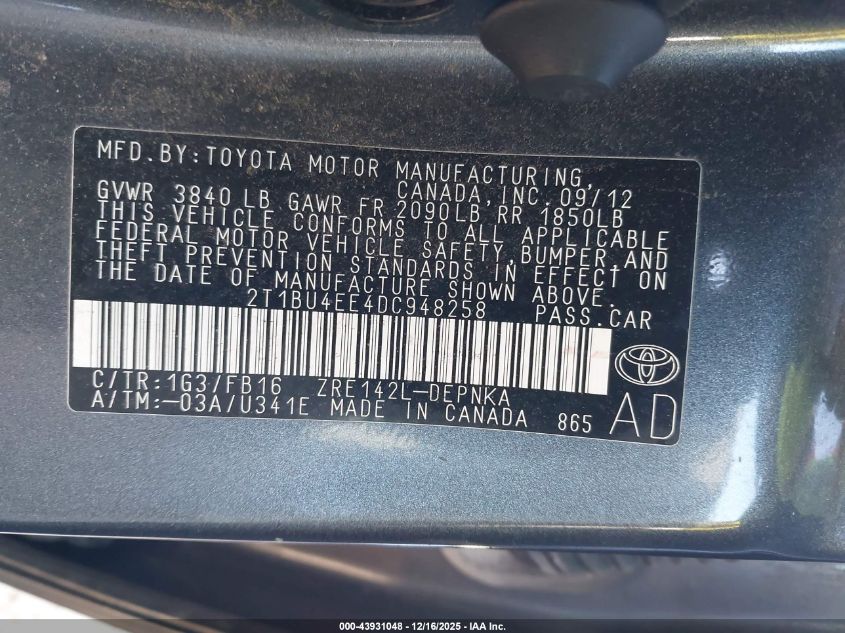 MFD.BY:TOYOTA MOTOR MANUFACTURING,
CANADA,INC. 09/12
GVWR 3840 LB GAWR FR 2090LB RR 1850LB
THIS VEHICLE CONFORMS TO ALL APPLICABLE
FEDERAL MOTOR VEHICLE SAFETY,BUMPER,AND
THEFT PREVENTION STANDARDS IN EFFECT ON
THE DATE OF MANUFACTURE SHOWN ABOVE.
2T1BU4EE4DC948258 PASS.CAR
C/TR:1G3/FB16 ZRE142L-DEPNKA
A/TM:-03A/U341E MADE IN CANADA 865 AD
000-43931048 - 12/16/2025 - IAA Inc.